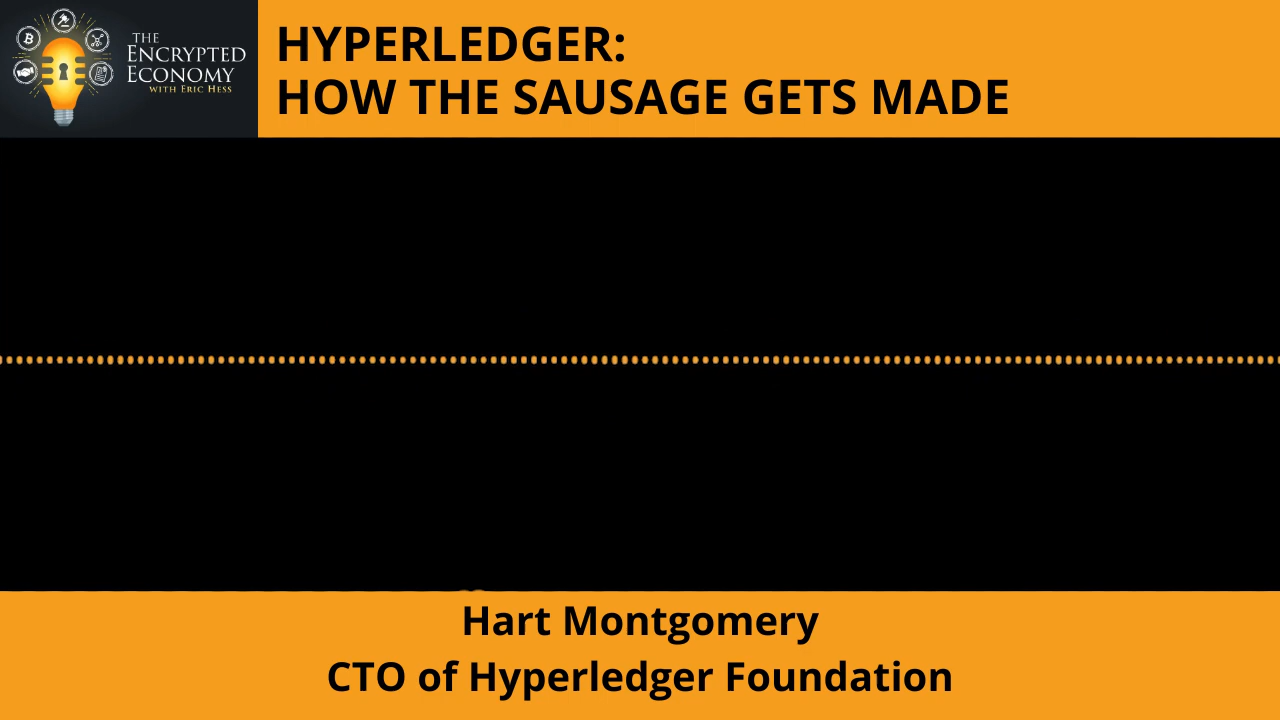 THE
ENCRYPTED
ECONOMY
WITH ERIC HESS
HYPERLEDGER:
HOW THE SAUSAGE GETS MADE
Hart Montgomery
CTO of Hyperledger Foundation